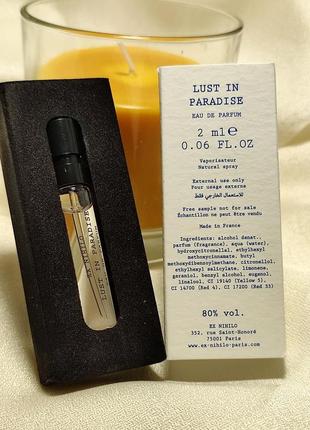 EX NIHILO
LUST IN PARADISE
LUST IN
PARADISE
EAU DE PARFUM
2 ml℮
0.06 FL.OZ
Vaporisateur
Natural spray
External use only
Pour usage externe
للاستعمال الخارجي فقط
Free sample not for sale
Échantillon ne peut être/vendu
Made in France
Ingredients: alcohol denat.,
parfum (fragrance), aqua (water),
hydroxycitronellal, ethylhexyl
methoxycinnamate, butyl
methoxydibenzoylmethane, citronellol,
ethylhexyl salicylate, limonene,
geraniol, benzyl alcohol, eugenol,
linalool, CI 19140 (Yellow 5),
CI 14700 (Red 4), CI 17200 (Red 33)
80% vol.
EX NIHILO
352, rue Saint-Honoré
75001 Paris
www.ex-nihilo-paris.com